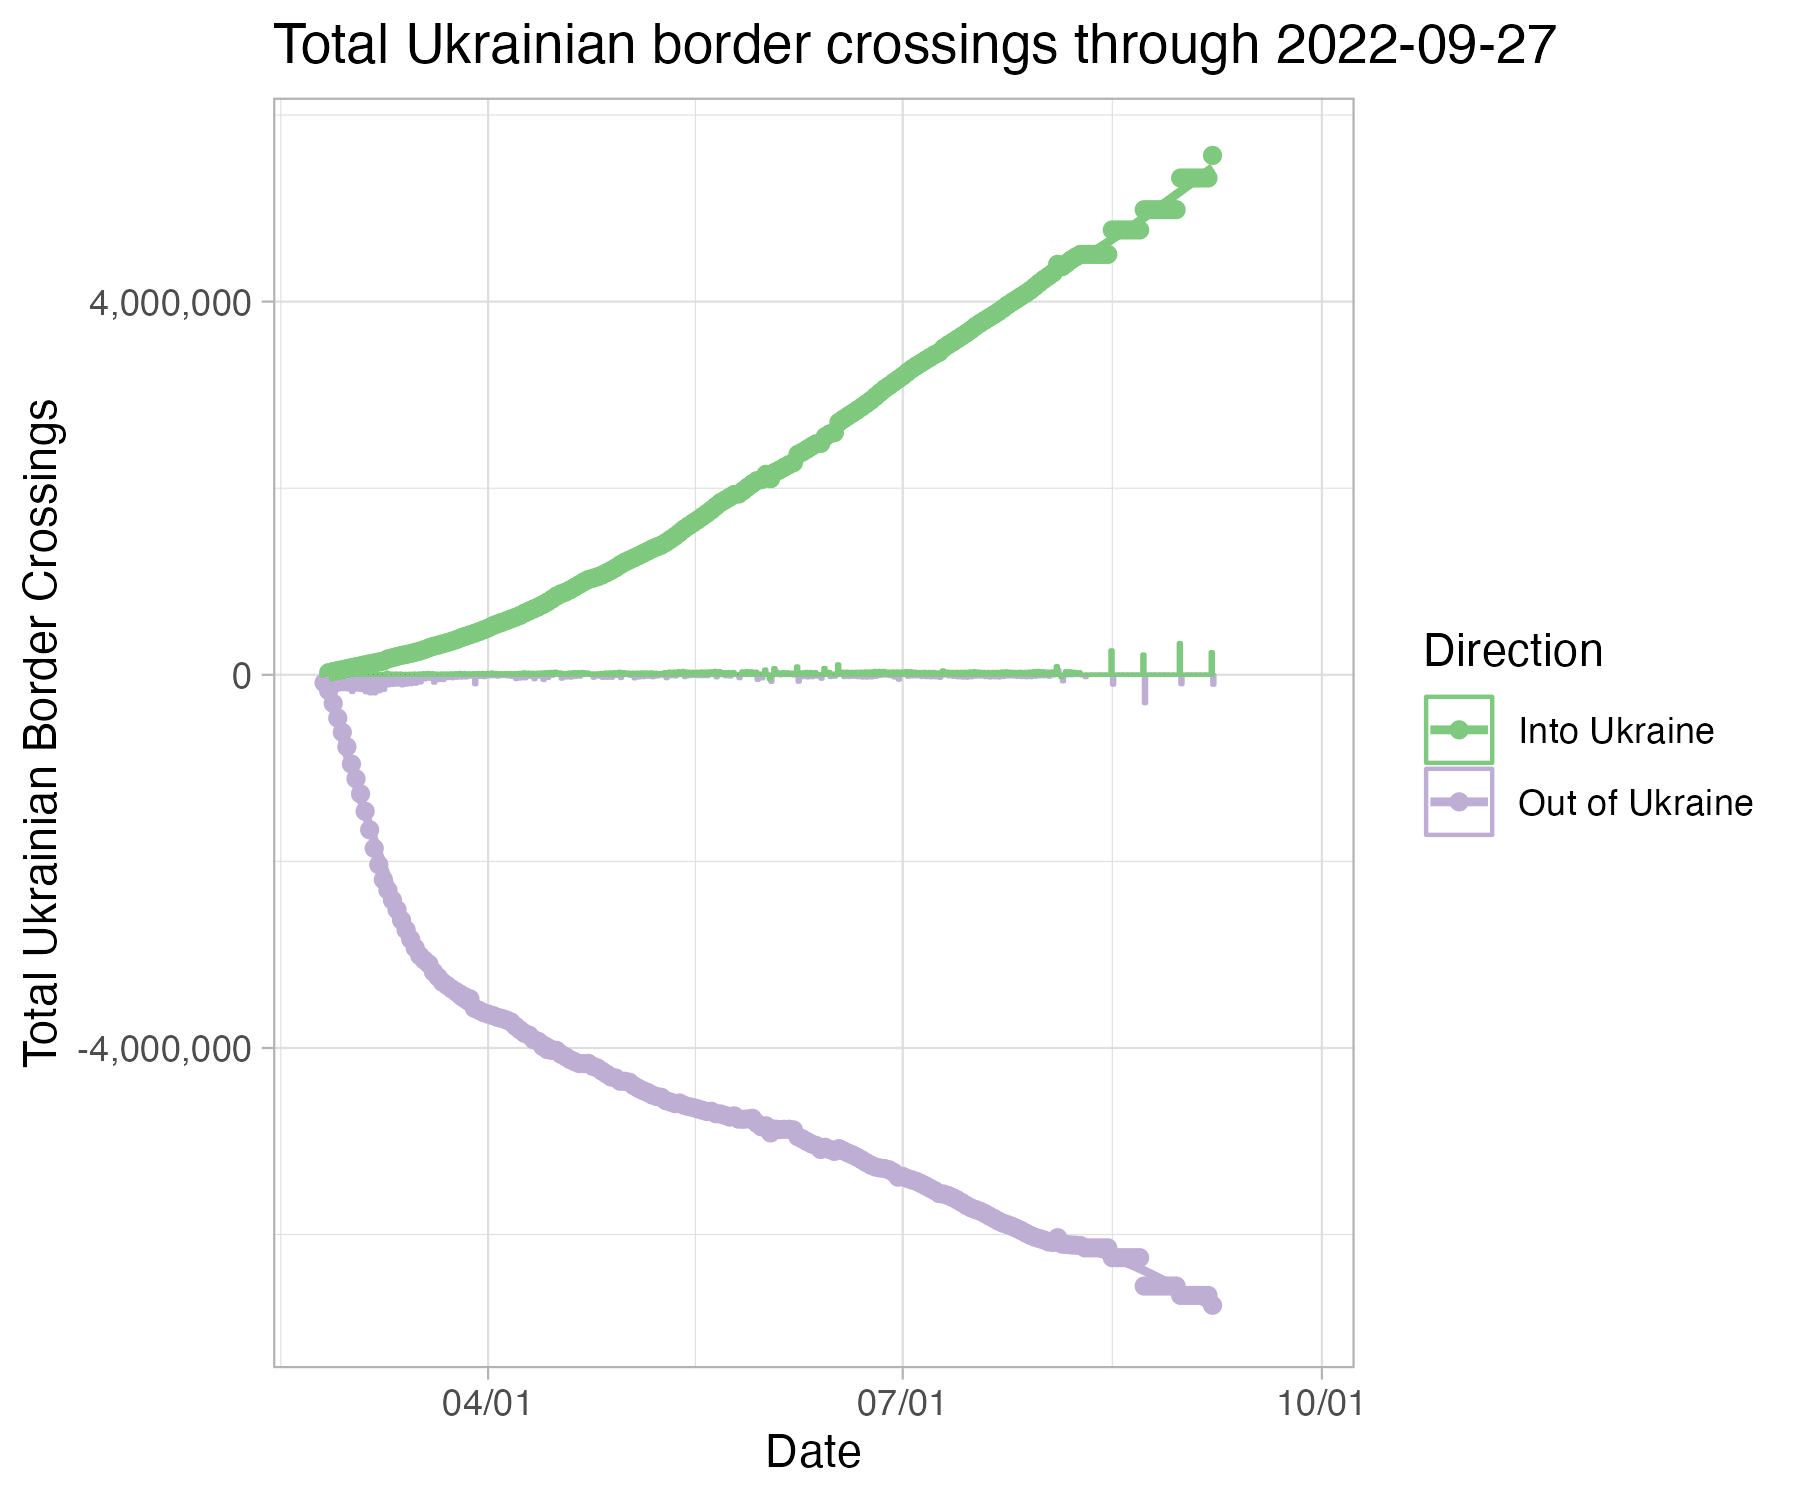 Total Ukrainian border crossings through 2022-09-27
Total Ukrainian Border Crossings
4,000,000
0
-4,000,000
04/01
07/01
10/01
Date
Direction
Into Ukraine
Out of Ukraine